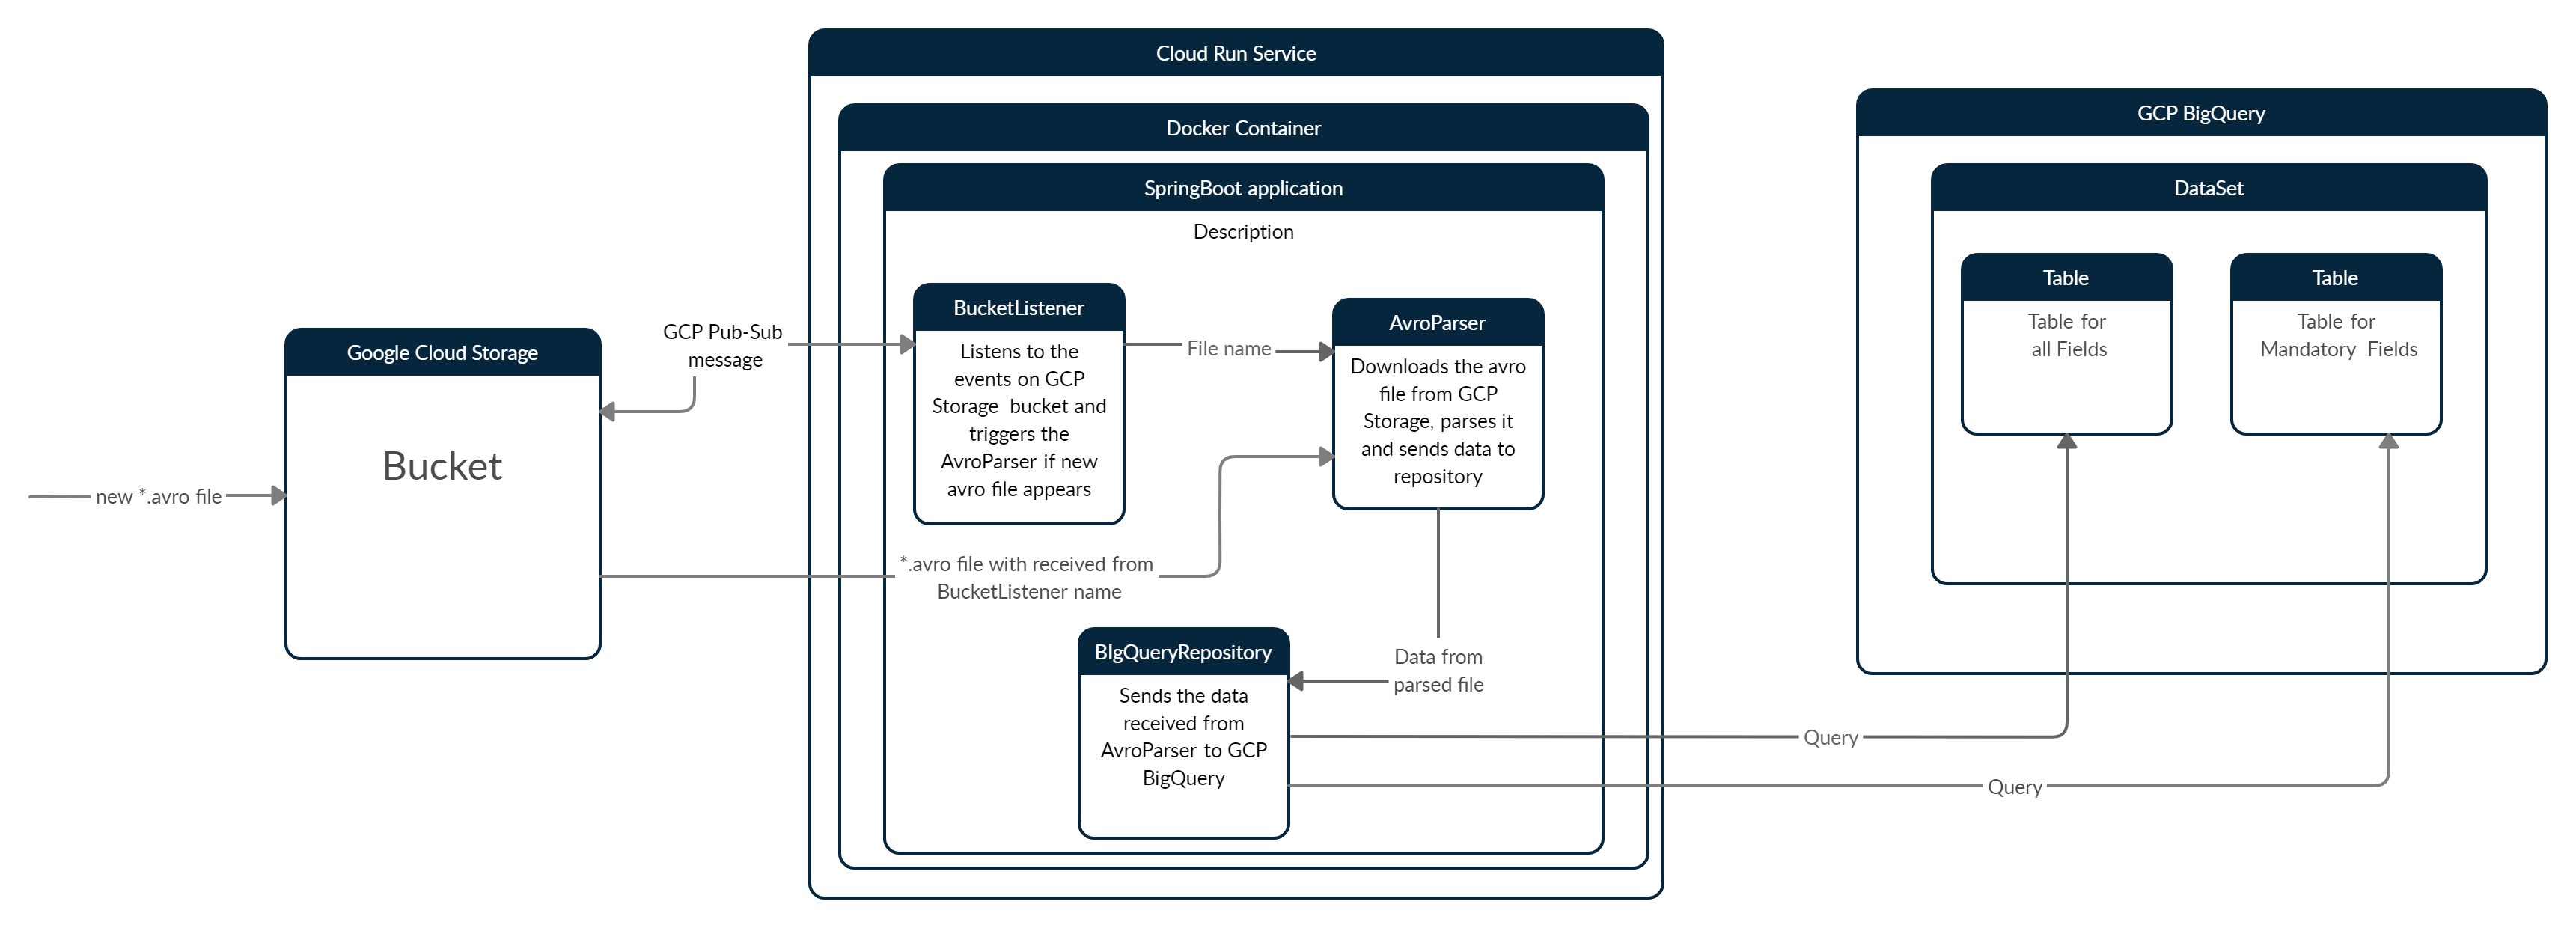 Cloud Run Service
Docker Container
SpringBoot application
Description
GCP BigQuery
DataSet
Table
Table for
all Fields
Table
Table for
Mandatory Fields
Google Cloud Storage
Bucket
new *.avro file
GCP Pub-Sub
message
BucketListener
Listens to the
events on GCP
Storage bucket and
triggers the
AvroParser if new
avro file appears
File name
AvroParser
Downloads the avro
file from GCP
Storage, parses it
and sends data to
repository
*.avro file with received from
BucketListener name
Data from
parsed file
BIgQueryRepository
Sends the data
received from
AvroParser to GCP
BigQuery
Query
Query